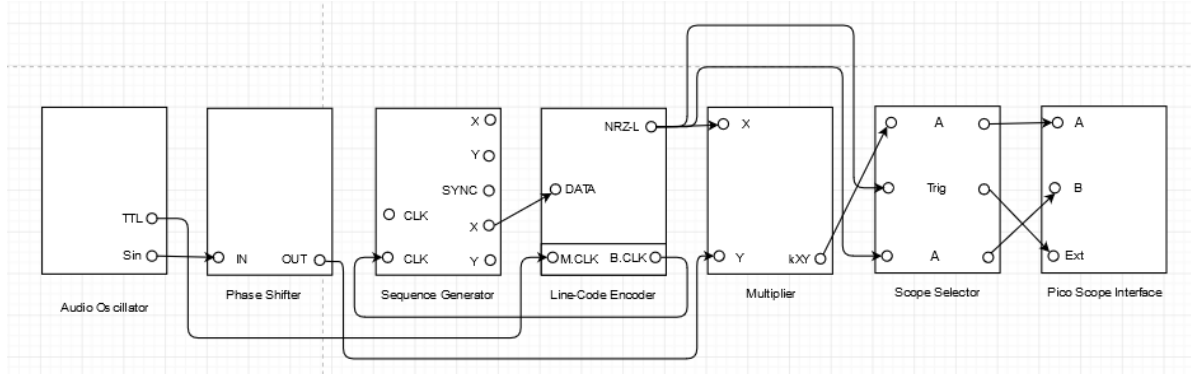 TTL
Sin
Audio Oscillator
IN OUT
Phase Shifter
X
Y
SYNC
CLK
X
CLK
Y
Sequence Generator
NRZ-L
DATA
M.CLK B.CLK
Line-Code Encoder
X
Y
kXY
Multiplier
A
Trig
A
Scope Selector
A
B
Ext
Pico Scope Interface